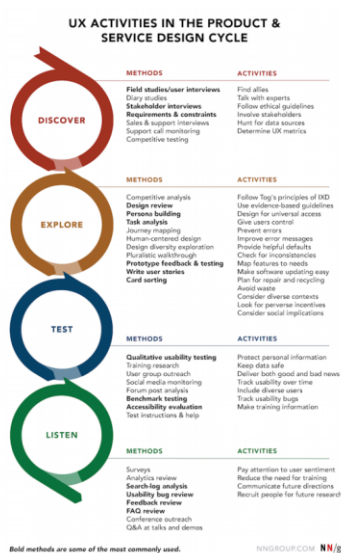 UX ACTIVITIES IN THE PRODUCT &
SERVICE DESIGN CYCLE
DISCOVER
METHODS
Field studies/user interviews
Diary studies
Stakeholder interviews
Requirements & constraints
Sales & support interviews
Support call monitoring
Competitive testing
ACTIVITIES
Find allies
Talk with experts
Follow ethical guidelines
Involve stakeholders
Hunt for data sources
Determine UX metrics
EXPLORE
METHODS
Competitive analysis
Design review
Persona building
Task analysis
Journey mapping
Human-centered design
Design diversity exploration
Pluralistic walkthrough
Prototype feedback & testing
Write user stories
Card sorting
ACTIVITIES
Follow Tog's principles of IXD
Use evidence-based guidelines
Design for universal access
Give users control
Prevent errors
Improve error messages
Provide helpful defaults
Check for inconsistencies
Map features to needs
Make software updating easy
Plan for repair and recycling
Avoid waste
Consider diverse contexts
Look for perverse incentives
Consider social implications
TEST
METHODS
Qualitative usability testing
Training research
User group outreach
Social media monitoring
Forum post analysis
Benchmark testing
Accessibility evaluation
Test instructions & help
ACTIVITIES
Protect personal information
Keep data safe
Deliver both good and bad news
Track usability over time
Include diverse users
Track usability bugs
Make training information
LISTEN
METHODS
Surveys
Analytics review
Search-log analysis
Usability bug review
Feedback review
FAQ review
Conference outreach
Q&A at talks and demos
ACTIVITIES
Pay attention to user sentiment
Reduce the need for training
Communicate future directions
Recruit people for future research
Bold methods are some of the most commonly used.
NNGROUP.COM NN/g